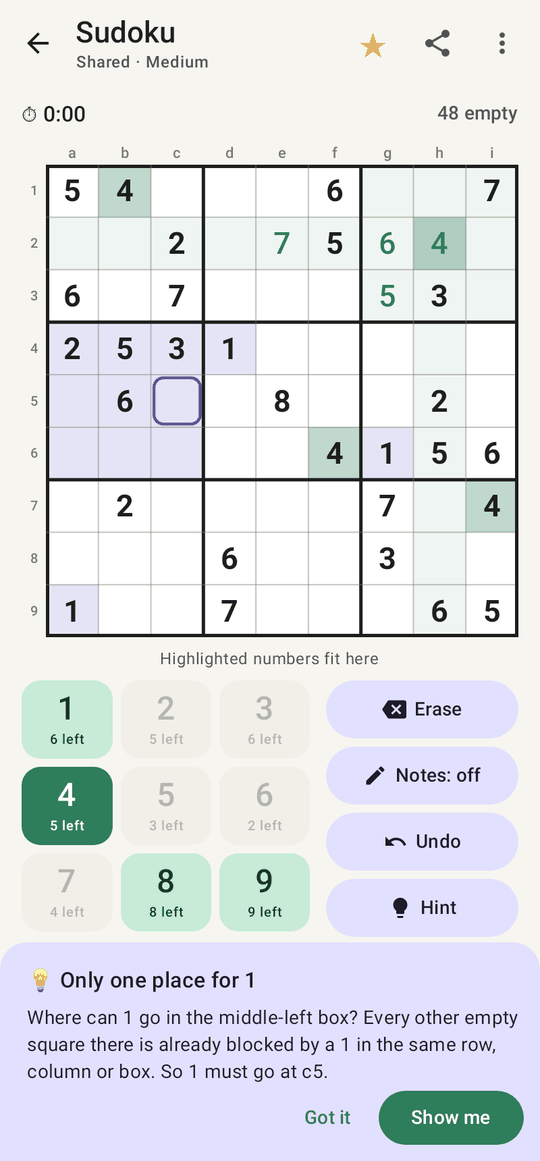 Sudoku
Shared · Medium
0:00 48 empty
a b c d e f g h i
1 5 4 6 7
2 2 7 5 6 4
3 6 7 5 3
4 2 5 3 1
5 6 8 2
6 4 1 5 6
7 2 7 4
8 6 3
9 1 7 6 5
Highlighted numbers fit here
1 2 3
6 left 5 left 6 left
4 5 6
5 left 3 left 2 left
7 8 9
4 left 8 left 9 left
Erase
Notes: off
Undo
Hint
Only one place for 1
Where can 1 go in the middle-left box? Every other empty
square there is already blocked by a 1 in the same row,
column or box. So 1 must go at c5.
Got it Show me